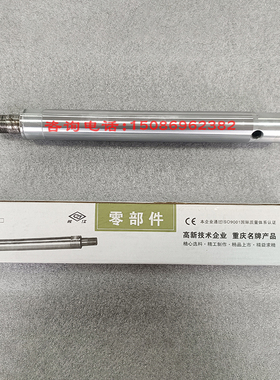 咨询电话:15086962382
零部件
本企业通过ISO9001国际质量体系认证
高新技术企业 重庆名牌产品
精心选料·精工制作·精品上市·精益求精